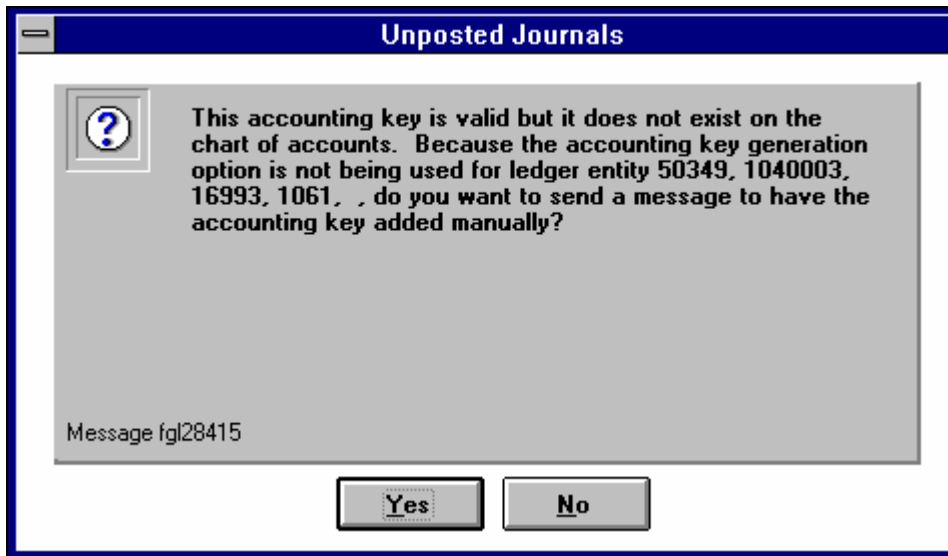 Unposted Journals
This accounting key is valid but it does not exist on the
chart of accounts.  Because the accounting key generation
option is not being used for ledger entity 50349, 1040003,
16993, 1061,  , do you want to send a message to have the
accounting key added manually?
Message fgl28415
Yes
No